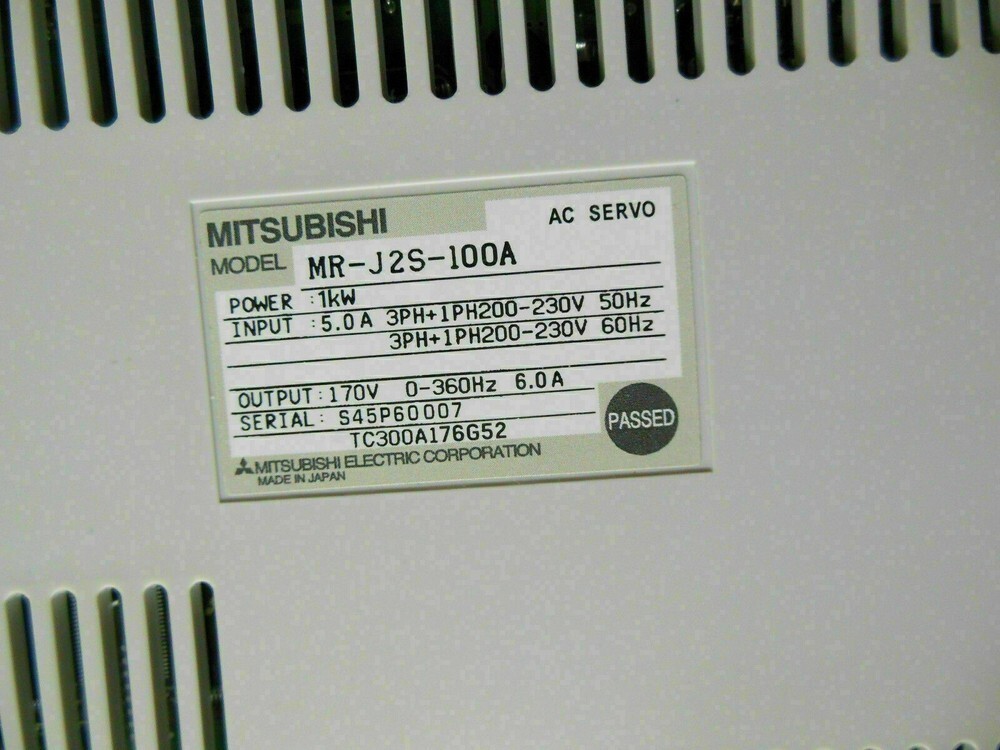 MITSUBISHI
AC SERVO
MODEL MR-J2S-100A
POWER :1kW
INPUT :5.0A 3PH+1PH200-230V 50Hz
3PH+1PH200-230V 60Hz
OUTPUT:170V 0-360Hz 6.0A
SERIAL: S45P60007
TC300A176G52
PASSED
MITSUBISHI ELECTRIC CORPORATION
MADE IN JAPAN